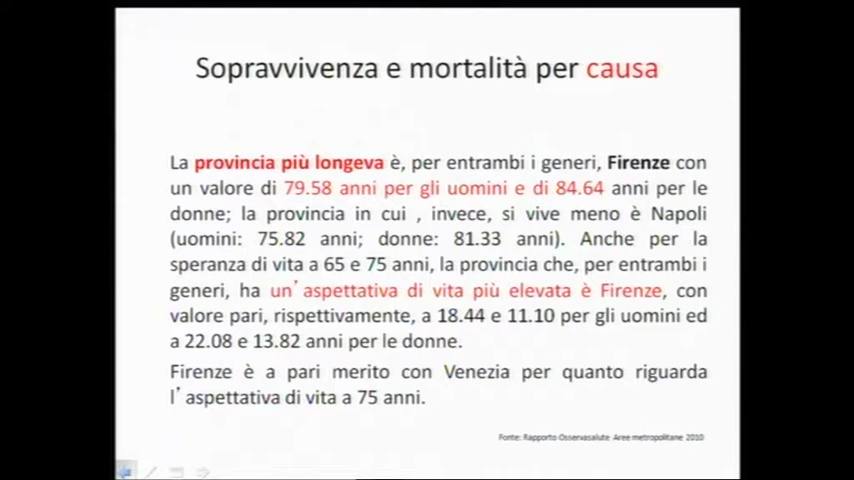 Sopravvivenza e mortalità per causa
La provincia più longeva è, per entrambi i generi, Firenze con
un valore di 79.58 anni per gli uomini e di 84.64 anni per le
donne; la provincia in cui , invece, si vive meno è Napoli
(uomini: 75.82 anni; donne: 81.33 anni). Anche per la
speranza di vita a 65 e 75 anni, la provincia che, per entrambi i
generi, ha un'aspettativa di vita più elevata è Firenze, con
valore pari, rispettivamente, a 18.44 e 11.10 per gli uomini ed
a 22.08 e 13.82 anni per le donne.
Firenze è a pari merito con Venezia per quanto riguarda
l'aspettativa di vita a 75 anni.
Fonte: Rapporto Osservasalute Aree metropolitane 2010